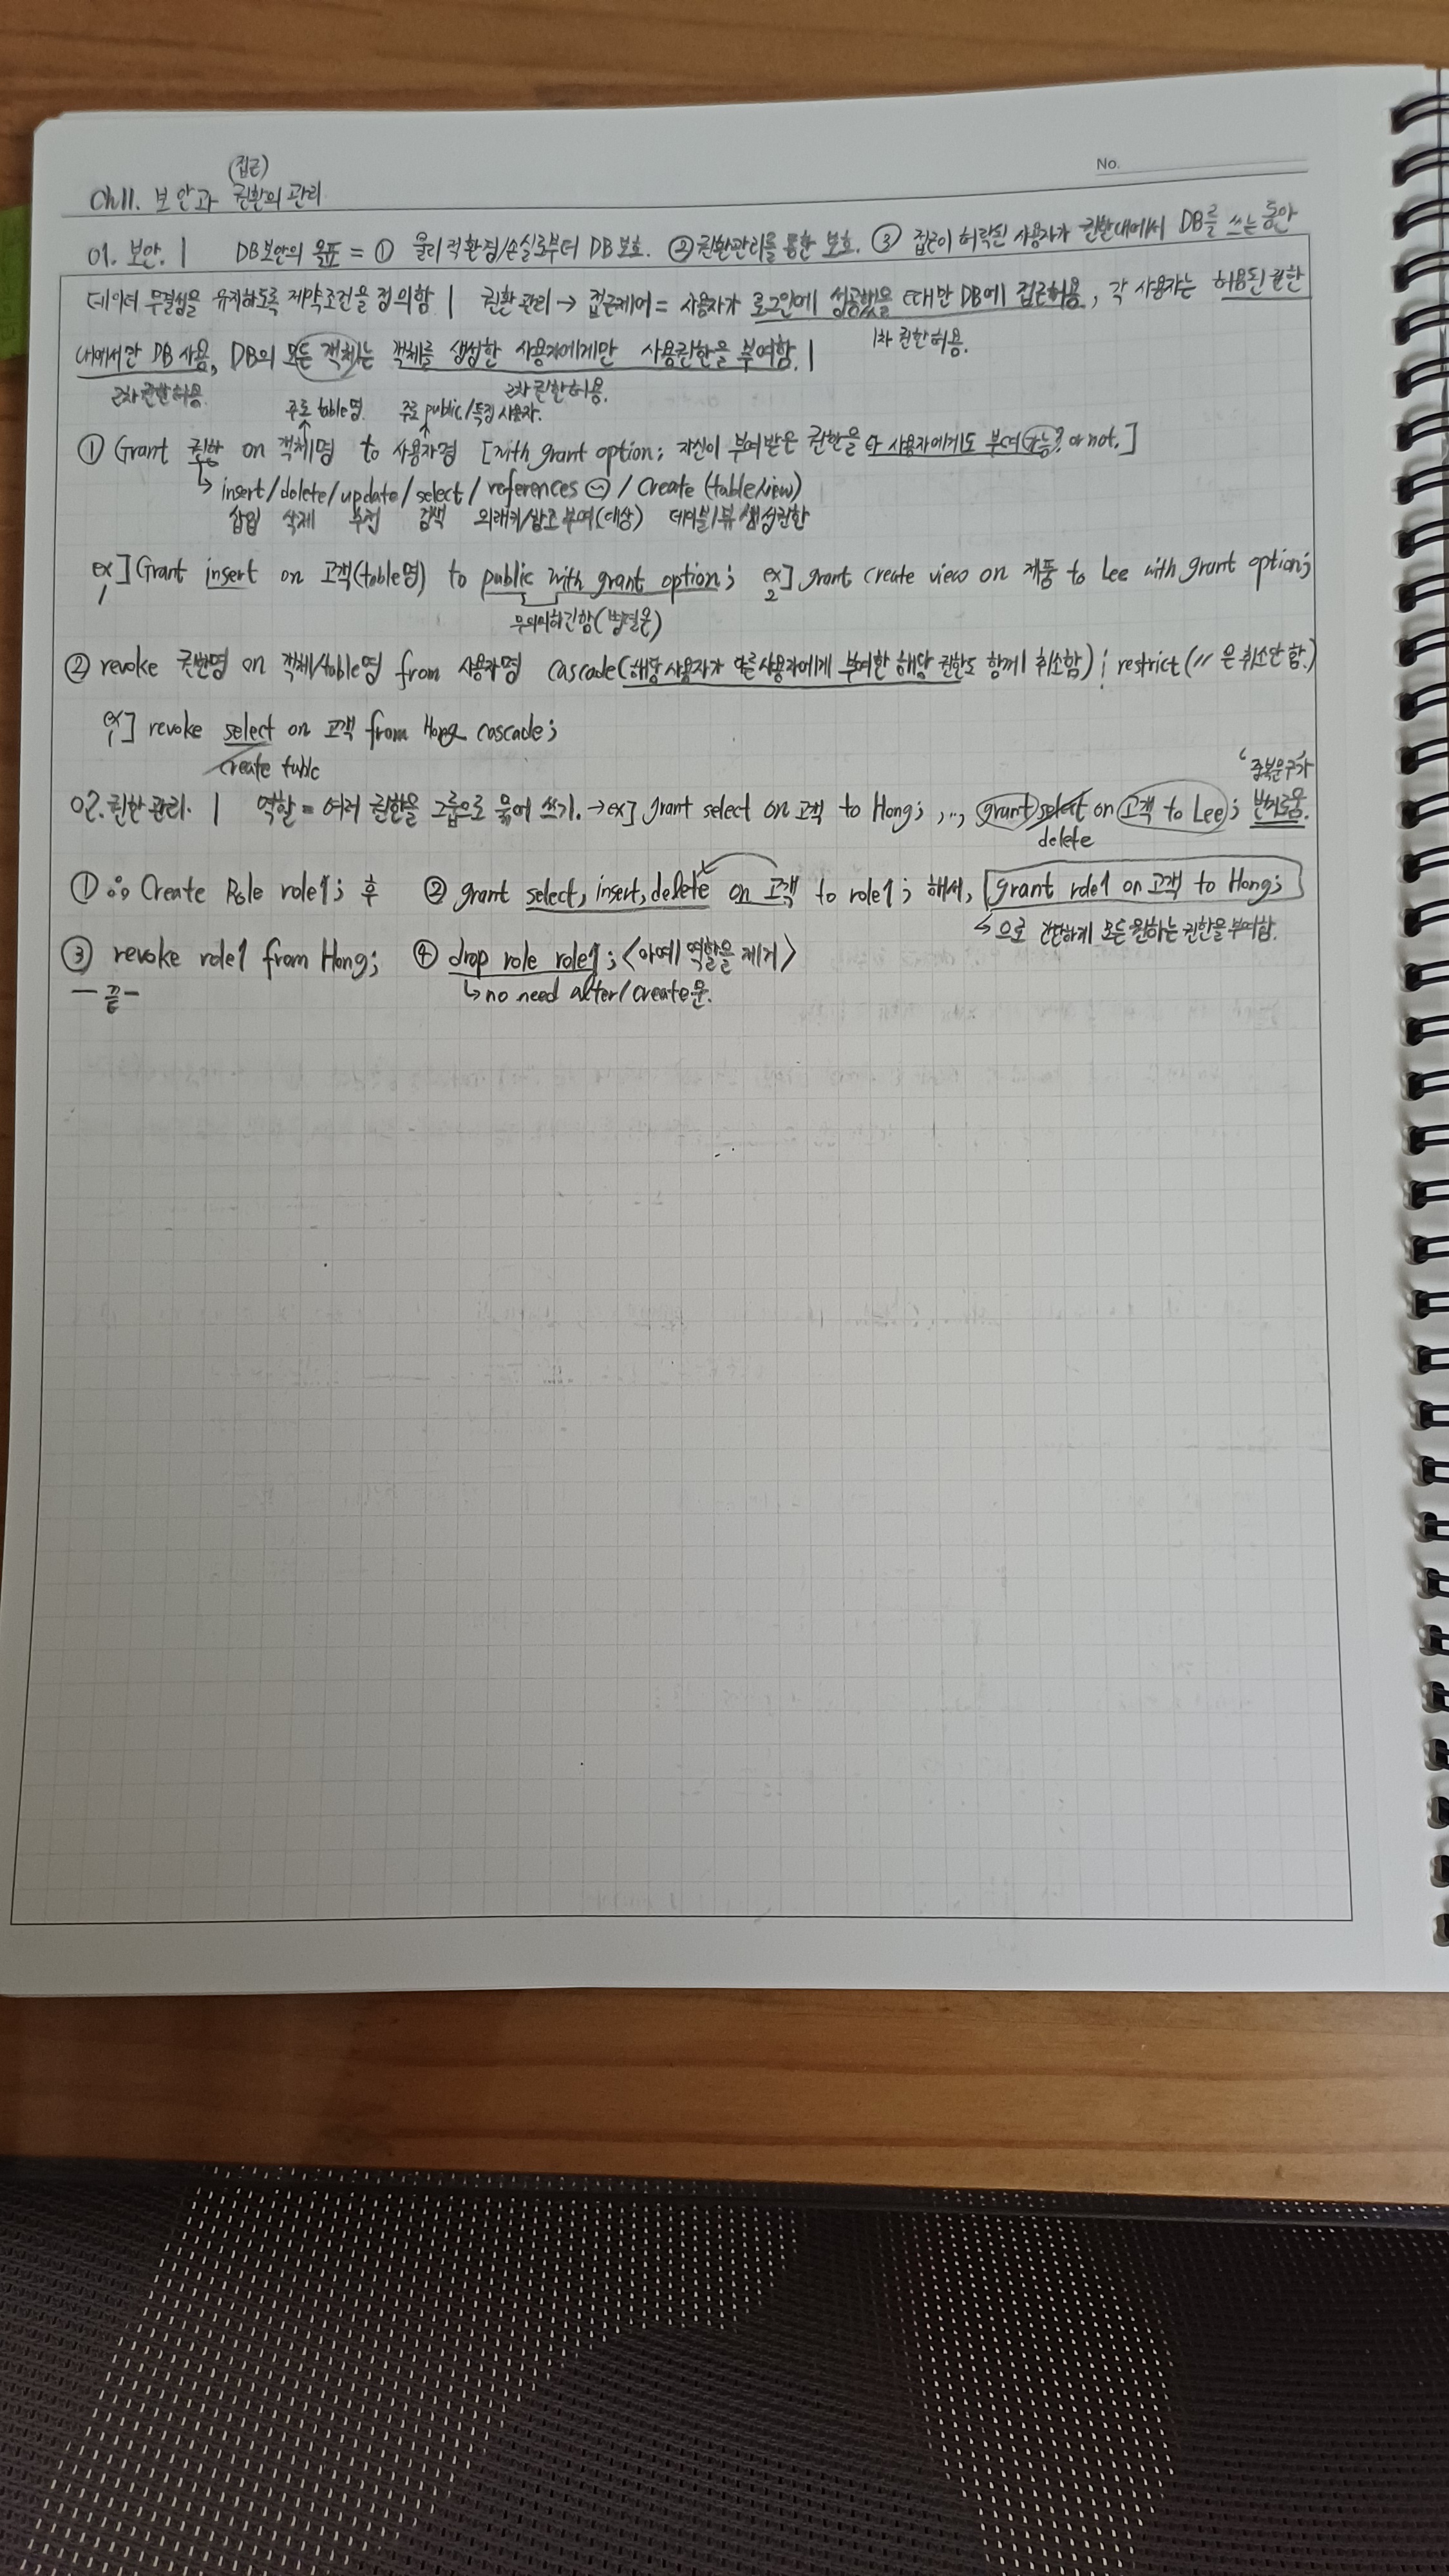 No.
(접근)
Ch11. 보안과 권한의 관리
01. 보안. | DB보안의 목표 = ① 물리적환경/손실로부터 DB보호. ②권한관리를 통한 보호. ③ 접근이 허락된 사용자가 권한내에서 DB를 쓰는동안
데이터 무결성을 유지하도록 제약조건을 정의함 | 권한 관리 → 접근제어 = 사용자가 로그인에 성공했을 때만 DB에 접근허용, 각 사용자는 허용된 권한
1차 권한허용.
내에서만 DB사용, DB의 모든 객체는 객체를 생성한 사용자에게만 사용권한을 부여함. |
2차권한허용. 2차권한허용.
주로 table명. 주로 public/특정 사용자.
① Grant 권한 on 객체명 to 사용자명 [with grant option; 자신이 부여받은 권한을 타 사용자에게도 부여 가능? or not.]
↳ insert/delete/update/select/references / Create (table/view)
삽입 삭제 수정 검색 외래키/참조 부여(대상) 테이블/뷰 생성권한
ex1] Grant insert on 고객(table명) to public with grant option; ex2] grant create view on 제품 to Lee with grant option;
무의미하긴함
② revoke 권한명 on 객체/table명 from 사용자명 cascade(해당사용자가 다른사용자에게 부여한 해당 권한도 함께 취소함) | restrict(〃은 취소안함.)
ex1] revoke select on 고객 from Hong cascade;
create table
중복문구가
02.권한관리. | 역할 = 여러 권한을 그룹으로 묶어 쓰기. → ex] grant select on 고객 to Hong; , .., grant select on 고객 to Lee; 번거로움.
delete
① ∴ Create Role role1; 후 ② grant select, insert, delete on 고객 to role1; 해서, grant role1 on 고객 to Hong;
↳ 으로 간단하게 모든 원하는 권한을 부여함.
③ revoke role1 from Hong; ④ drop role role1; <아예 역할을 제거>
- 끝 - ↳ no need alter/create문.